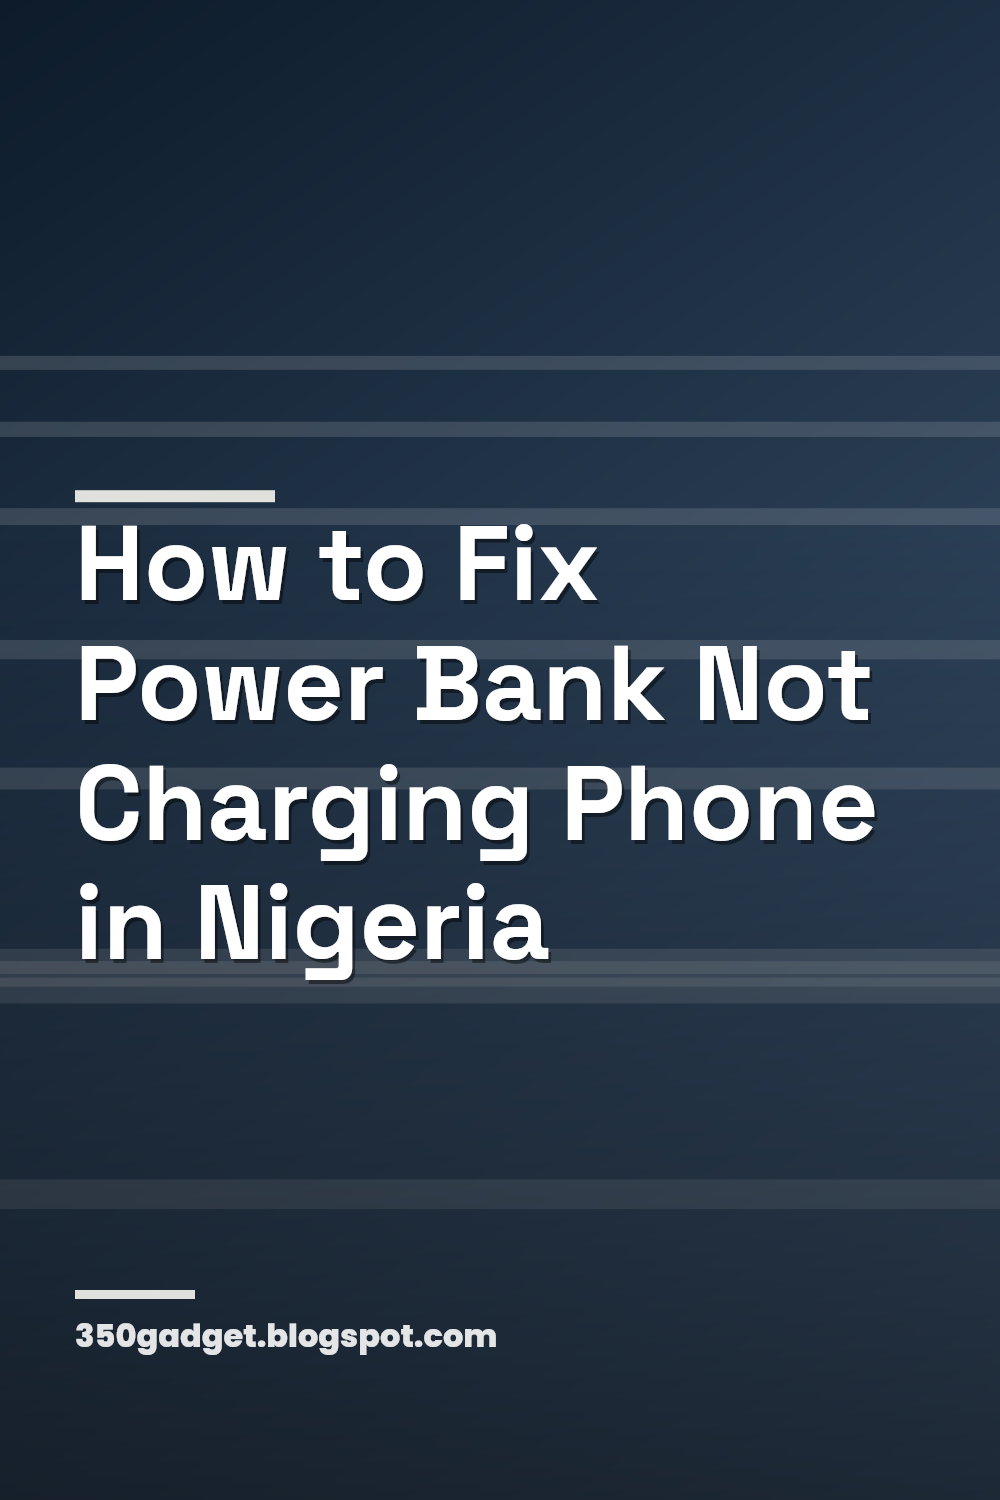 How to Fix
Power Bank Not
Charging Phone
in Nigeria
350gadget.blogspot.com